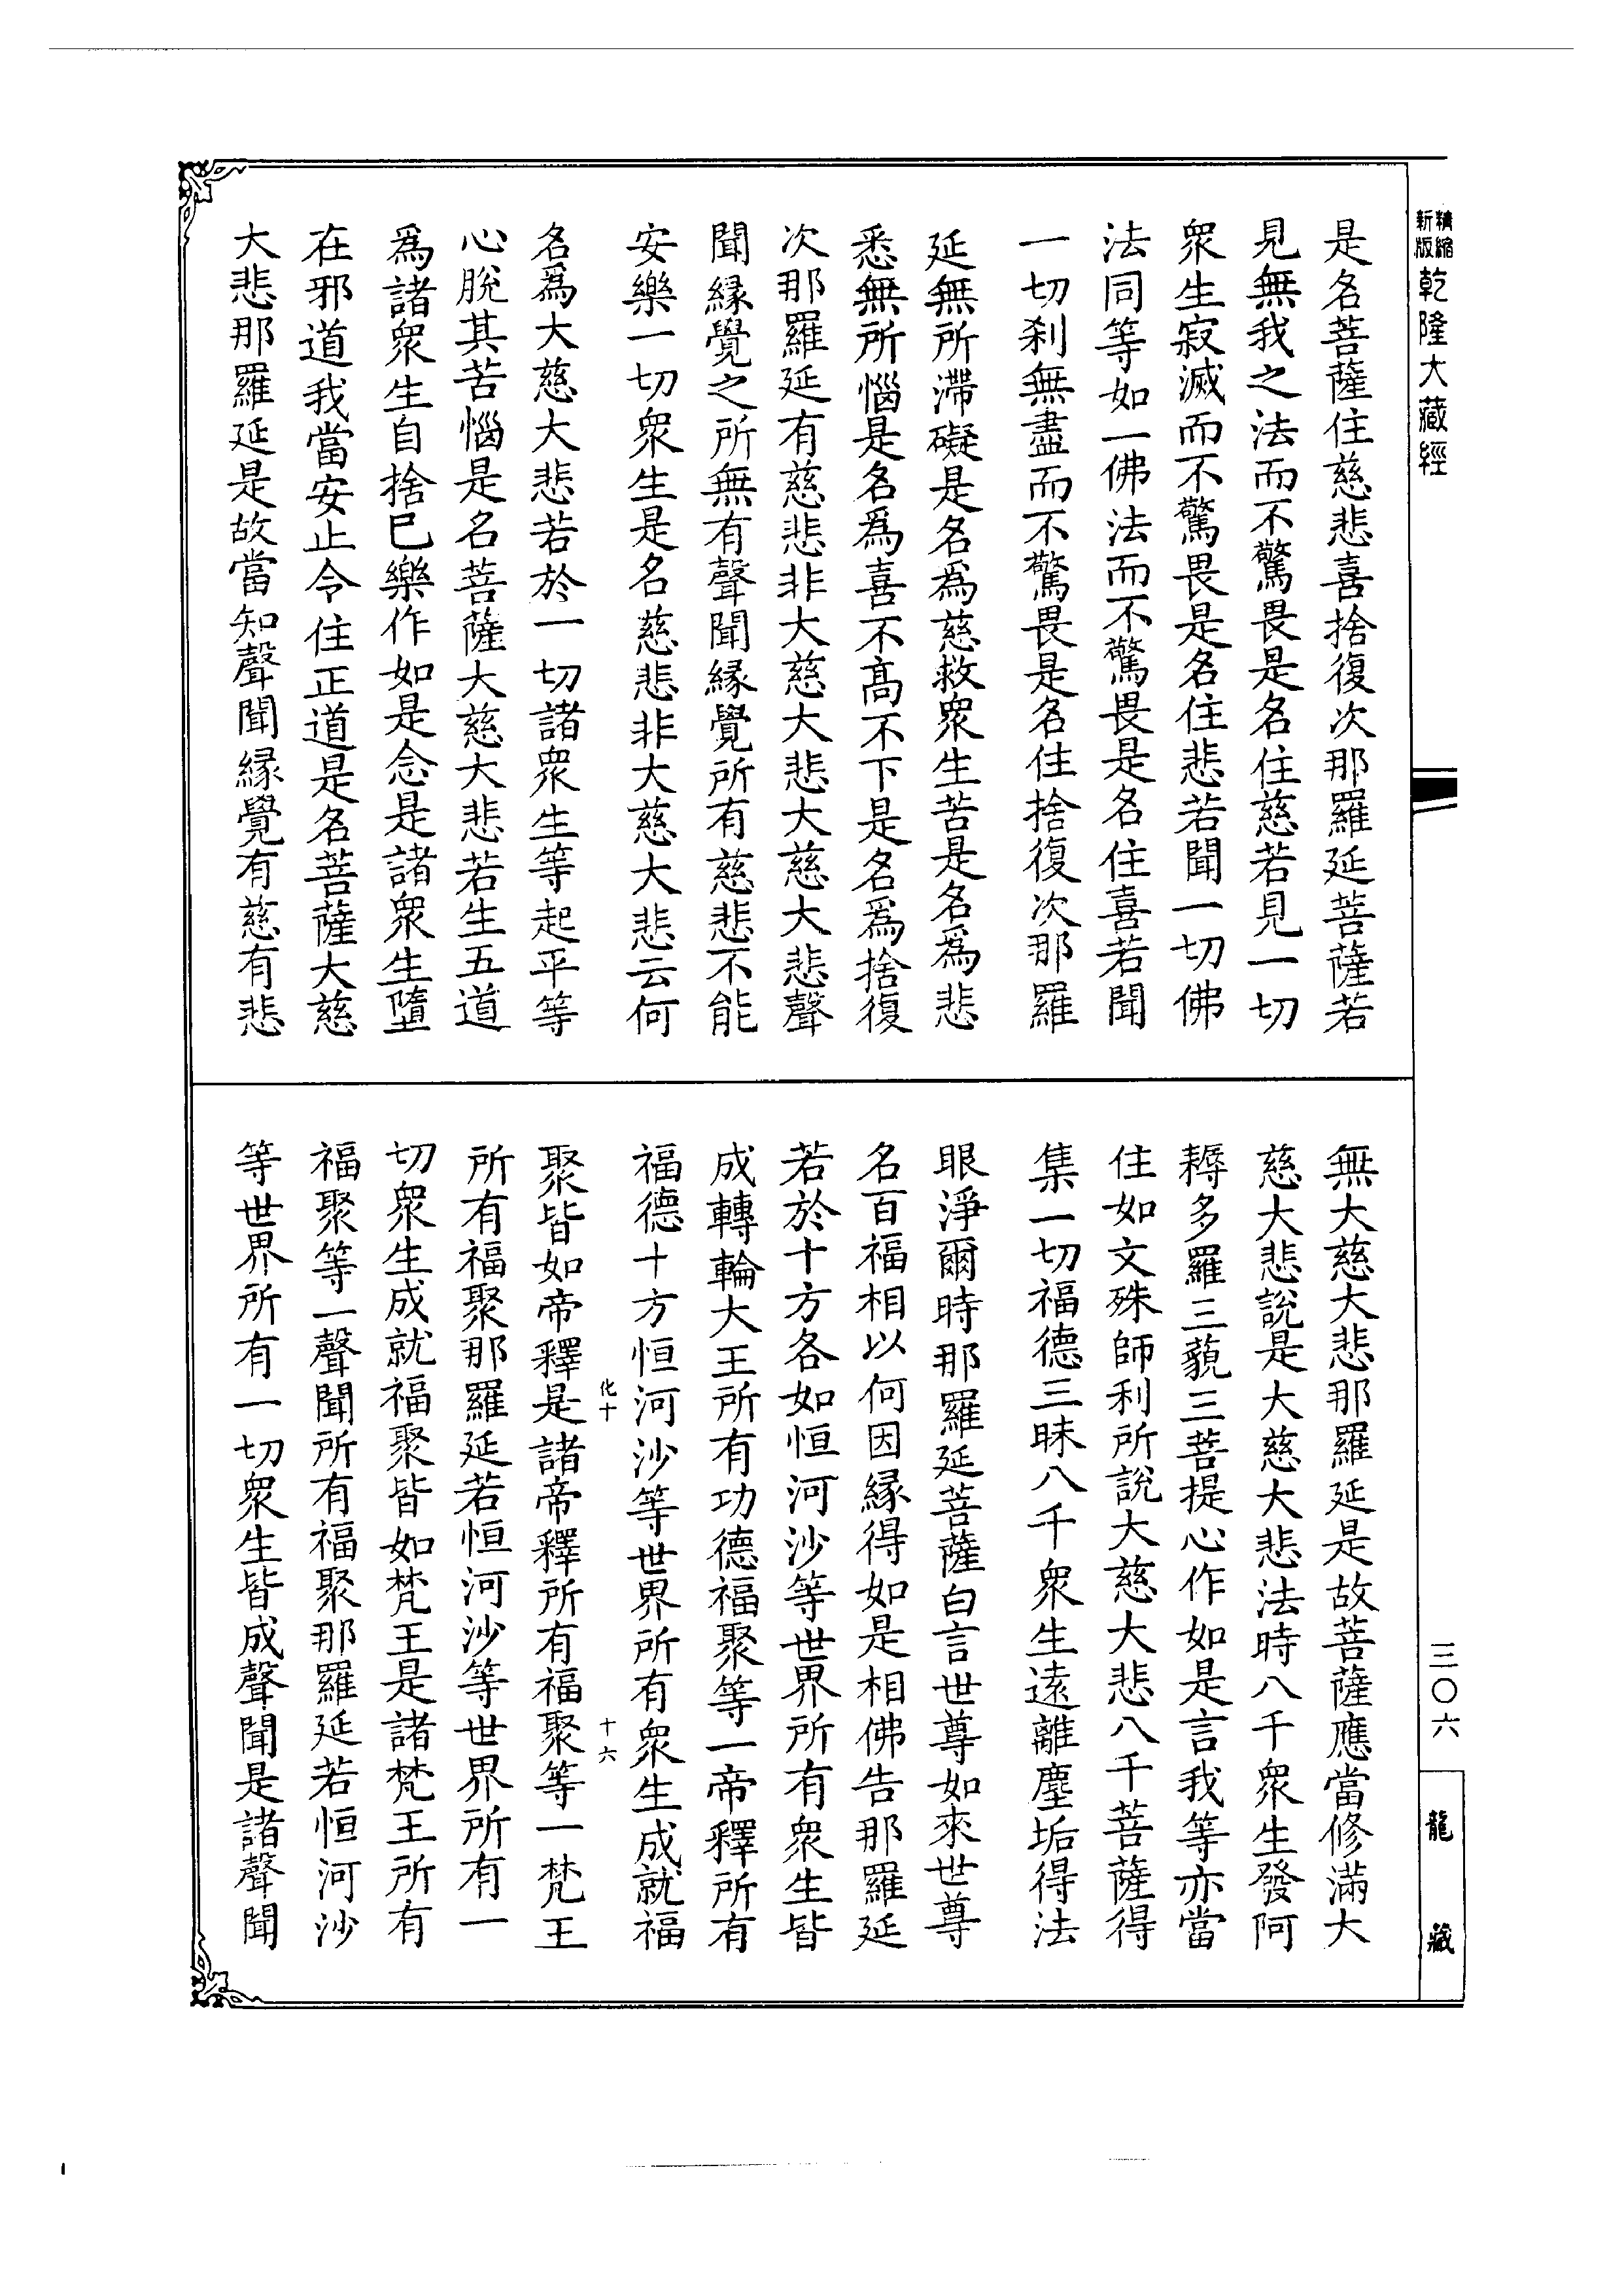 精縮新版乾隆大藏經
是名菩薩住慈悲喜捨復次那羅延菩薩若
見無我之法而不驚畏是名住慈若見一切
衆生寂滅而不驚畏是名住悲若聞一切佛
法同等如一佛法而不驚畏是名住喜若聞
一切刹無盡而不驚畏是名住捨復次那羅
延無所滯礙是名爲慈救衆生苦是名爲悲
悉無所惱是名爲喜不高不下是名爲捨復
次那羅延有慈悲非大慈大悲大慈大悲聲
聞緣覺之所無有聲聞緣覺所有慈悲不能
安樂一切衆生是名慈悲非大慈大悲云何
名爲大慈大悲若於一切諸衆生等起平等
心脫其苦惱是名菩薩大慈大悲若生五道
爲諸衆生自捨巳樂作如是念是諸衆生墮
在邪道我當安止令住正道是名菩薩大慈
大悲那羅延是故當知聲聞緣覺有慈有悲
無大慈大悲那羅延是故菩薩應當修滿大
慈大悲說是大慈大悲法時八千衆生發阿
耨多羅三藐三菩提心作如是言我等亦當
住如文殊師利所說大慈大悲八千菩薩得
集一切福德三昧八千衆生遠離塵垢得法
眼淨爾時那羅延菩薩白言世尊如來世尊
名百福相以何因緣得如是相佛告那羅延
若於十方各如恒河沙等世界所有衆生皆
成轉輪大王所有功德福聚等一帝釋所有
福德十方恒河沙等世界所有衆生成就福
化十
十六
聚皆如帝釋是諸帝釋所有福聚等一梵王
所有福聚那羅延若恒河沙等世界所有一
切衆生成就福聚皆如梵王是諸梵王所有
福聚等一聲聞所有福聚那羅延若恒河沙
等世界所有一切衆生皆成聲聞是諸聲聞
三〇六
龍藏